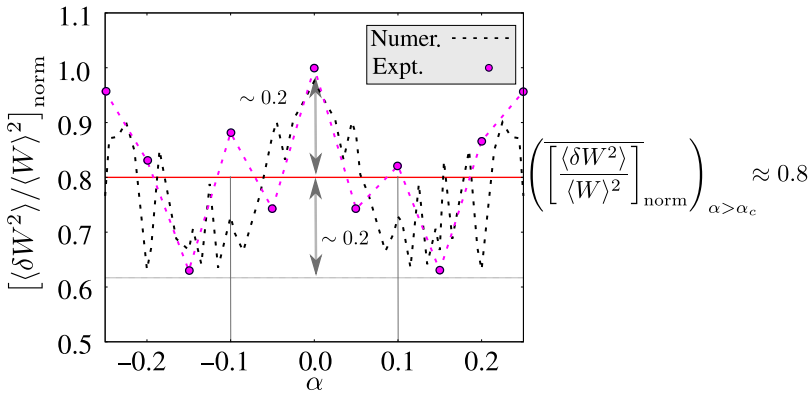 1.1
1.0
0.9
0.8
0.7
0.6
0.5
[⟨δW²⟩/⟨W⟩²]norm
Numer.
Expt.
∼ 0.2
∼ 0.2
−0.2 −0.1 0.0 0.1 0.2
α
([⟨δW²⟩/⟨W⟩²]norm)α>αc ≈ 0.8